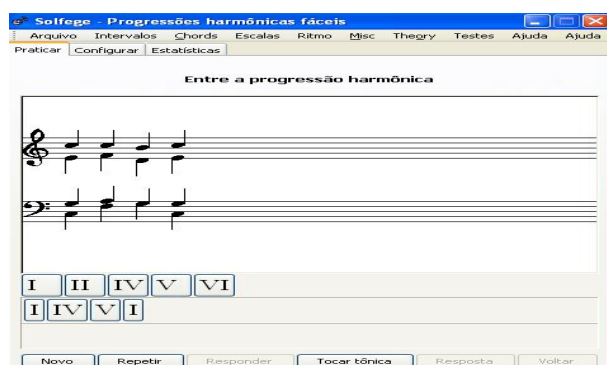 Solfege - Progressões harmônicas fáceis
Arquivo Intervalos Chords Escalas Ritmo Misc Theory Testes Ajuda Ajuda
Praticar Configurar Estatísticas
Entre a progressão harmônica
I II IV V VI
I IV V I
Novo Repetir Responder Tocar tônica Resposta Voltar